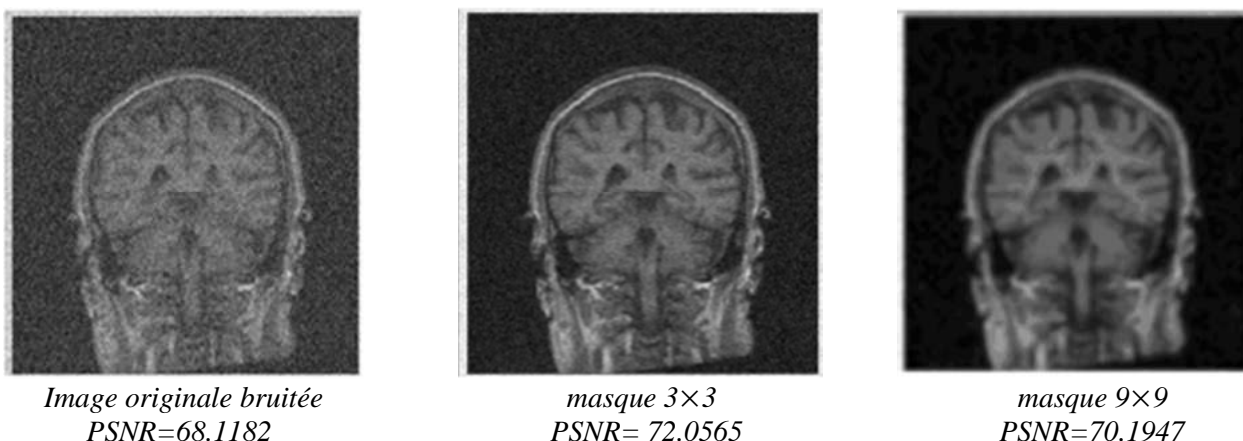 Image originale bruitée
PSNR=68.1182
masque 3×3
PSNR= 72.0565
masque 9×9
PSNR=70.1947